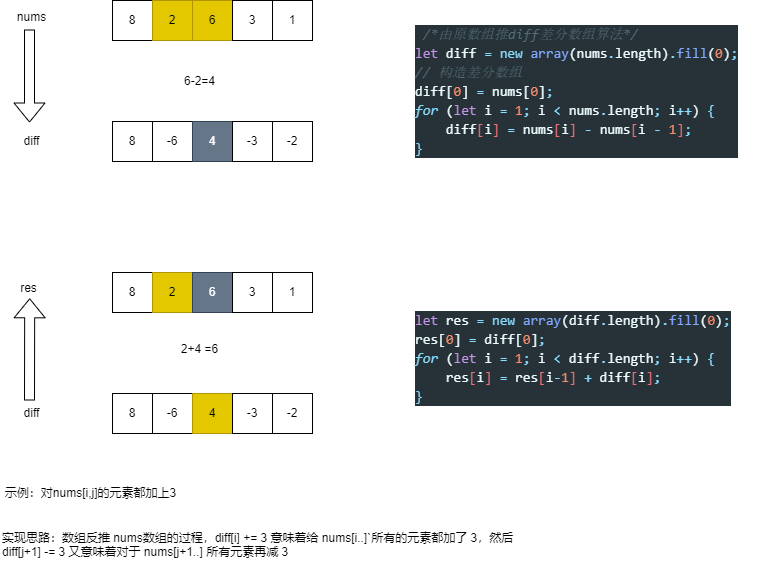 nums
8 2 6 3 1
6-2=4
diff
8 -6 4 -3 -2
/*由原数组推diff差分数组算法*/
let diff = new array(nums.length).fill(0);
// 构造差分数组
diff[0] = nums[0];
for (let i = 1; i < nums.length; i++) {
    diff[i] = nums[i] - nums[i - 1];
}
res
8 2 6 3 1
2+4 =6
diff
8 -6 4 -3 -2
let res = new array(diff.length).fill(0);
res[0] = diff[0];
for (let i = 1; i < diff.length; i++) {
    res[i] = res[i-1] + diff[i];
}
示例：对nums[i,j]的元素都加上3
实现思路：数组反推 nums数组的过程，diff[i] += 3 意味着给 nums[i..]`所有的元素都加了 3，然后
diff[j+1] -= 3 又意味着对于 nums[j+1..] 所有元素再减 3